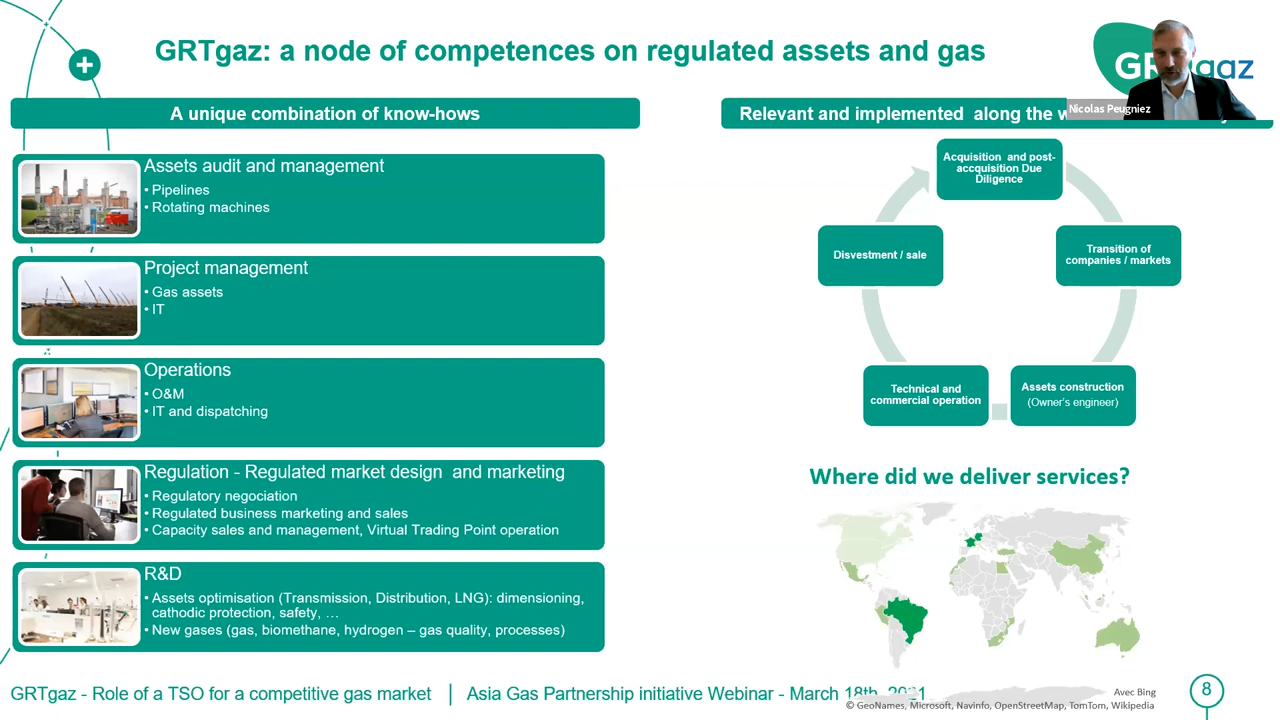 GRTgaz: a node of competences on regulated assets and gas
+
GR gaz
Nicolas Peugniez
A unique combination of know-hows
Relevant and implemented along the
Assets audit and management
• Pipelines
• Rotating machines
Project management
• Gas assets
• IT
Operations
• O&M
• IT and dispatching
Regulation - Regulated market design and marketing
• Regulatory negociation
• Regulated business marketing and sales
• Capacity sales and management, Virtual Trading Point operation
R&D
• Assets optimisation (Transmission, Distribution, LNG): dimensioning,
cathodic protection, safety, …
• New gases (gas, biomethane, hydrogen – gas quality, processes)
Acquisition and post-
accquisition Due
Diligence
Transition of
companies / markets
Assets construction
(Owner's engineer)
Technical and
commercial operation
Disvestment / sale
Where did we deliver services?
Avec Bing
© GeoNames, Microsoft, Navinfo, OpenStreetMap, TomTom, Wikipedia
GRTgaz - Role of a TSO for a competitive gas market | Asia Gas Partnership initiative Webinar - March 18th, 2021
8